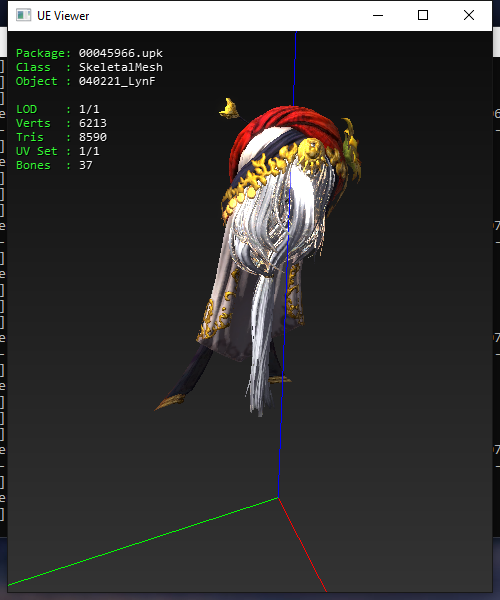 UE Viewer
Package: 00045966.upk
Class : SkeletalMesh
Object : 040221_LynF
LOD : 1/1
Verts : 6213
Tris : 8590
UV Set : 1/1
Bones : 37